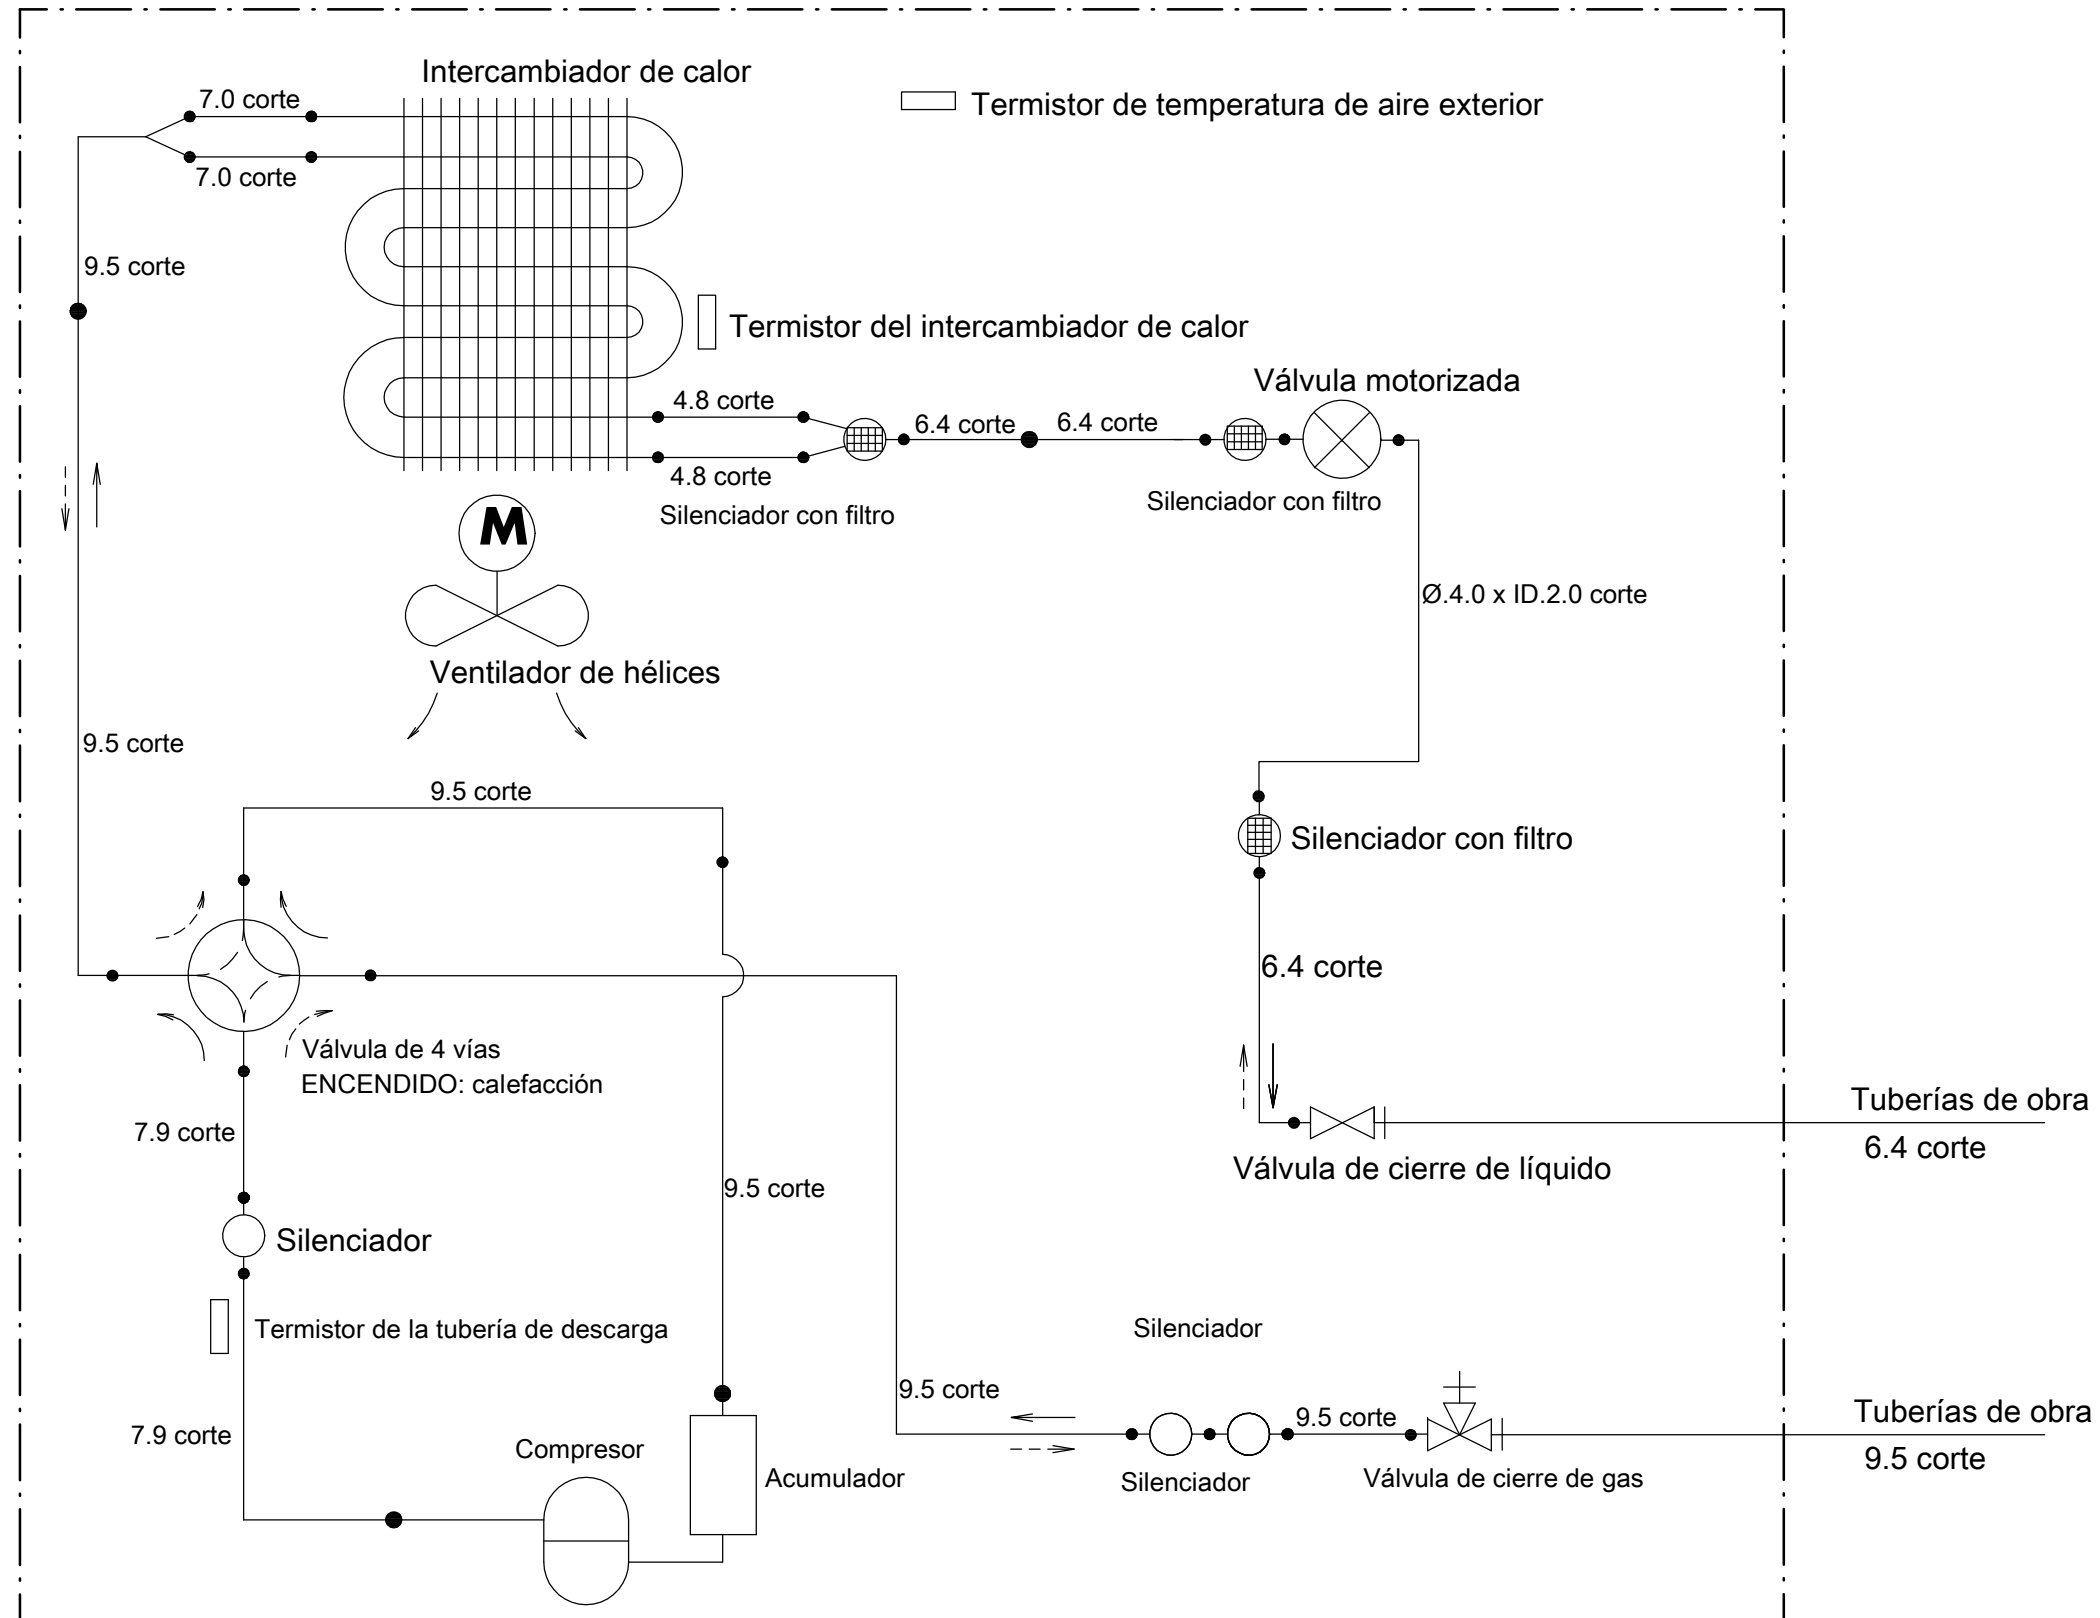 Intercambiador de calor
7.0 corte
Termistor de temperatura de aire exterior
7.0 corte
9.5 corte
Termistor del intercambiador de calor
Válvula motorizada
4.8 corte
6.4 corte
6.4 corte
4.8 corte
Silenciador con filtro
Silenciador con filtro
M
Ø.4.0 x ID.2.0 corte
Ventilador de hélices
9.5 corte
9.5 corte
Silenciador con filtro
6.4 corte
Válvula de 4 vías
ENCENDIDO: calefacción
7.9 corte
Tuberías de obra
6.4 corte
Válvula de cierre de líquido
9.5 corte
Silenciador
Termistor de la tubería de descarga
Silenciador
9.5 corte
9.5 corte
Tuberías de obra
9.5 corte
7.9 corte
Compresor
Acumulador
Silenciador
Válvula de cierre de gas